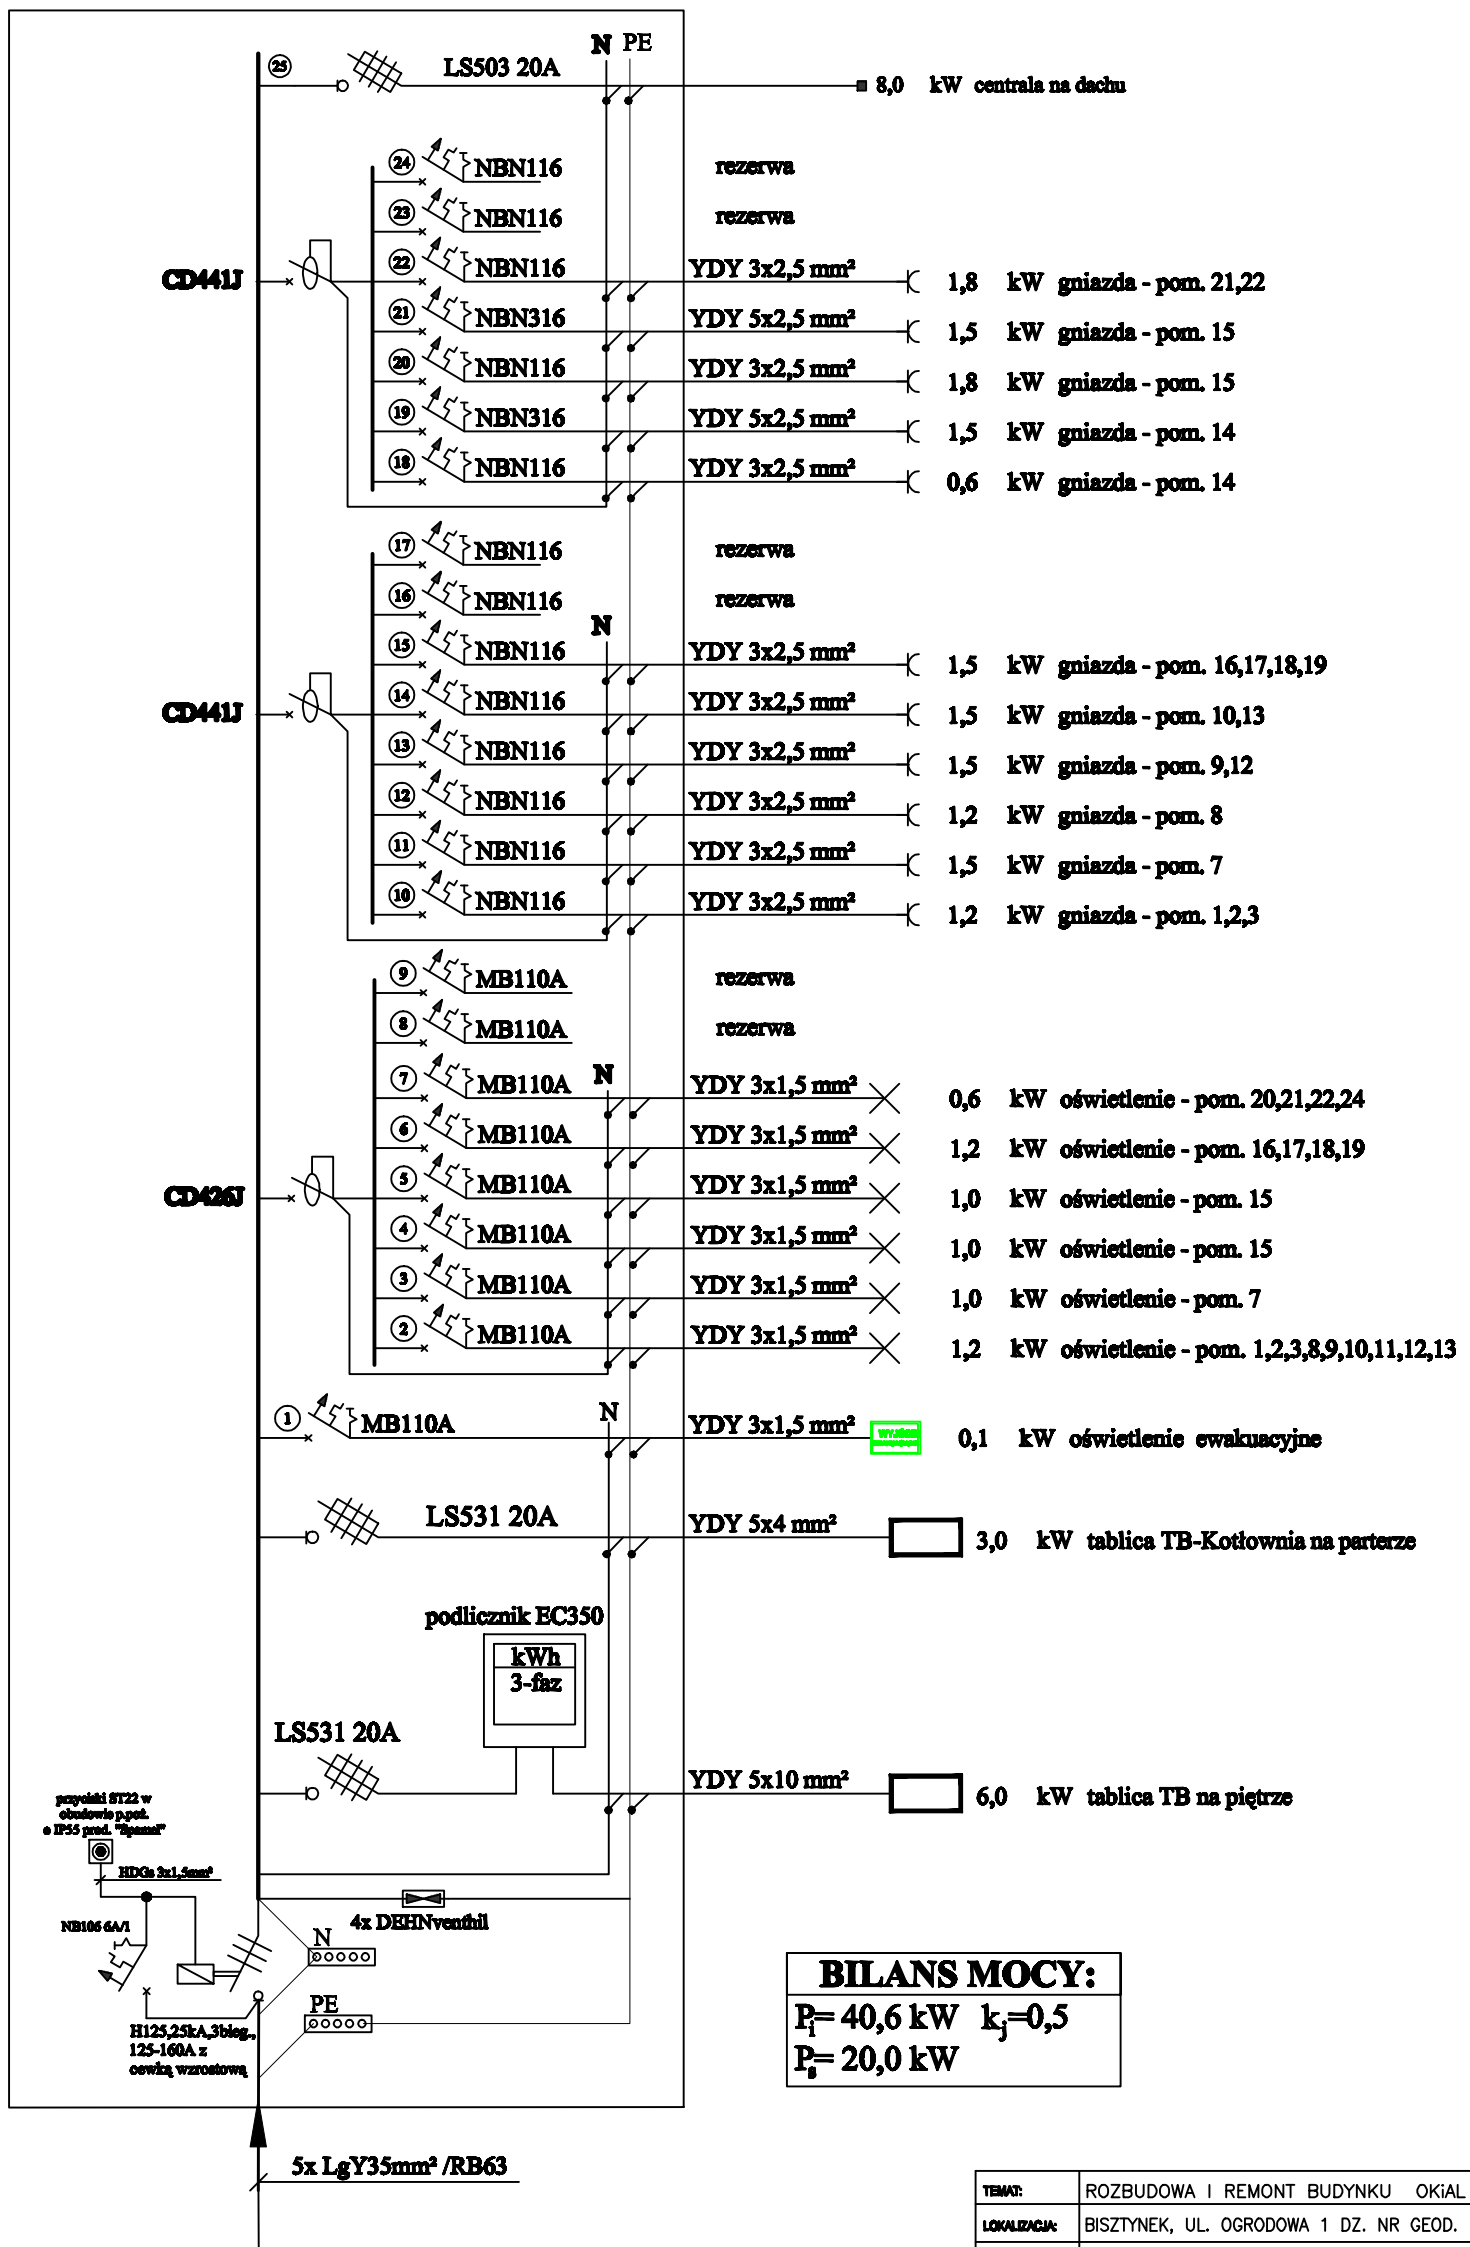 N PE
25 LS503 20A 8,0 kW centrala na dachu
24 NBN116 rezerwa
23 NBN116 rezerwa
22 NBN116 YDY 3x2,5 mm² 1,8 kW gniazda - pom. 21,22
CD441J
21 NBN316 YDY 5x2,5 mm² 1,5 kW gniazda - pom. 15
20 NBN116 YDY 3x2,5 mm² 1,8 kW gniazda - pom. 15
19 NBN316 YDY 5x2,5 mm² 1,5 kW gniazda - pom. 14
18 NBN116 YDY 3x2,5 mm² 0,6 kW gniazda - pom. 14
17 NBN116 rezerwa
16 NBN116 rezerwa
N
15 NBN116 YDY 3x2,5 mm² 1,5 kW gniazda - pom. 16,17,18,19
14 NBN116 YDY 3x2,5 mm² 1,5 kW gniazda - pom. 10,13
CD441J
13 NBN116 YDY 3x2,5 mm² 1,5 kW gniazda - pom. 9,12
12 NBN116 YDY 3x2,5 mm² 1,2 kW gniazda - pom. 8
11 NBN116 YDY 3x2,5 mm² 1,5 kW gniazda - pom. 7
10 NBN116 YDY 3x2,5 mm² 1,2 kW gniazda - pom. 1,2,3
9 MB110A rezerwa
8 MB110A rezerwa
N
7 MB110A YDY 3x1,5 mm² 0,6 kW oświetlenie - pom. 20,21,22,24
6 MB110A YDY 3x1,5 mm² 1,2 kW oświetlenie - pom. 16,17,18,19
5 MB110A YDY 3x1,5 mm² 1,0 kW oświetlenie - pom. 15
CD426J
4 MB110A YDY 3x1,5 mm² 1,0 kW oświetlenie - pom. 15
3 MB110A YDY 3x1,5 mm² 1,0 kW oświetlenie - pom. 7
2 MB110A YDY 3x1,5 mm² 1,2 kW oświetlenie - pom. 1,2,3,8,9,10,11,12,13
1 MB110A N YDY 3x1,5 mm² 0,1 kW oświetlenie ewakuacyjne
LS531 20A YDY 5x4 mm² 3,0 kW tablica TB-Kotłownia na parterze
podlicznik EC350
kWh
3-faz
LS531 20A YDY 5x10 mm² 6,0 kW tablica TB na piętrze
przyciski ST22 w
obudowie p.poż.
o IP55 prod. "Spamel"
HDGs 3x1,5mm²
NB106 6A/1
4x DEHNventhil
N
PE
H125,25kA,3bieg.,
125-160A z
cewką wzrostową
BILANS MOCY:
Pi= 40,6 kW kj=0,5
Ps= 20,0 kW
5x LgY35mm² /RB63
TEMAT: ROZBUDOWA I REMONT BUDYNKU OKiAL
LOKALIZACJA: BISZTYNEK, UL. OGRODOWA 1 DZ. NR GEOD.